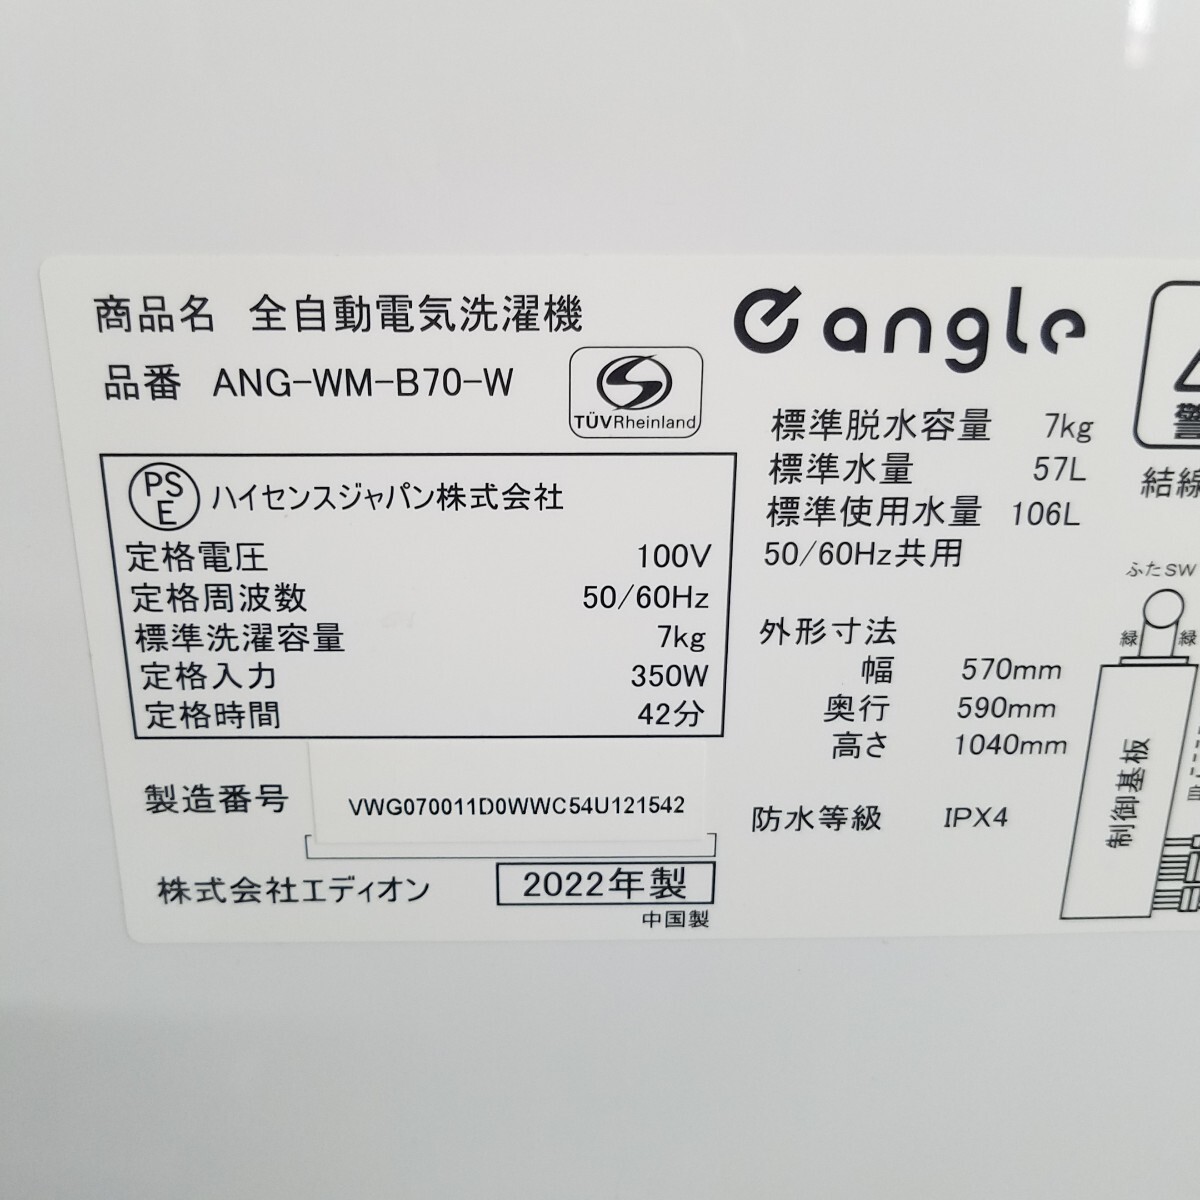 商品名 全自動電気洗濯機
品番 ANG-WM-B70-W
TÜVRheinland
PS
E
ハイセンスジャパン株式会社
定格電圧 100V
定格周波数 50/60Hz
標準洗濯容量 7kg
定格入力 350W
定格時間 42分
製造番号 VWG070011D0WWC54U121542
株式会社エディオン 2022年製
中国製
e angle
標準脱水容量 7kg
標準水量 57L
標準使用水量 106L
50/60Hz共用
外形寸法
幅 570mm
奥行 590mm
高さ 1040mm
防水等級 IPX4
警
結線
ふたSW
緑 緑
制御基板